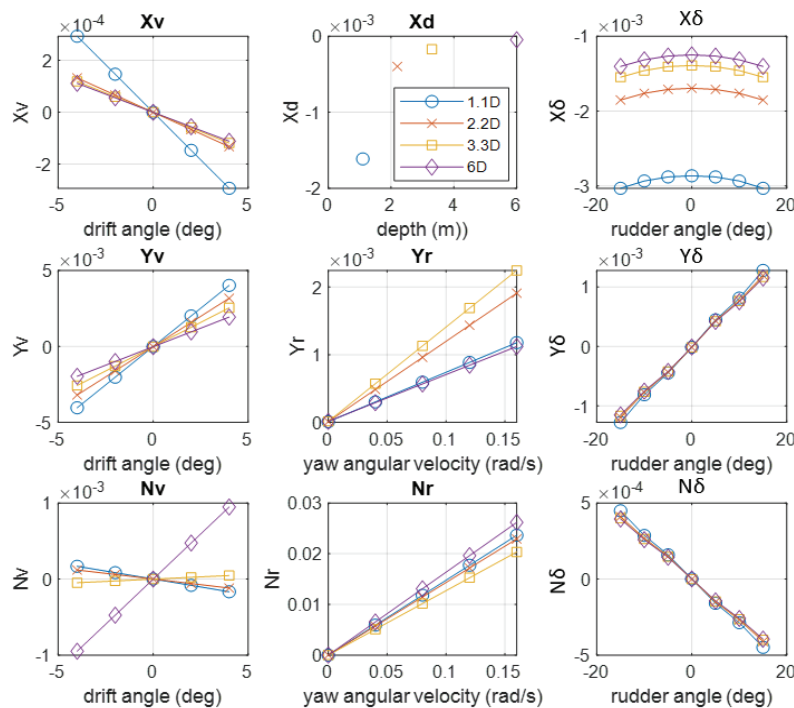 Xv
×10⁻⁴
Xv
2
0
-2
-5
0
5
drift angle (deg)
Xd
×10⁻³
Xd
0
-1
-2
0
2
4
6
depth (m))
1.1D
2.2D
3.3D
6D
Xδ
×10⁻³
Xδ
-1
-2
-3
-20
0
20
rudder angle (deg)
Yv
×10⁻³
Yv
5
0
-5
-5
0
5
drift angle (deg)
Yr
×10⁻³
Yr
2
1
0
0
0.05
0.1
0.15
yaw angular velocity (rad/s)
Yδ
×10⁻³
Yδ
1
0
-1
-20
0
20
rudder angle (deg)
Nv
×10⁻³
Nv
1
0
-1
-5
0
5
drift angle (deg)
Nr
Nr
0.03
0.02
0.01
0
0
0.05
0.1
0.15
yaw angular velocity (rad/s)
Nδ
×10⁻⁴
Nδ
5
0
-5
-20
0
20
rudder angle (deg)